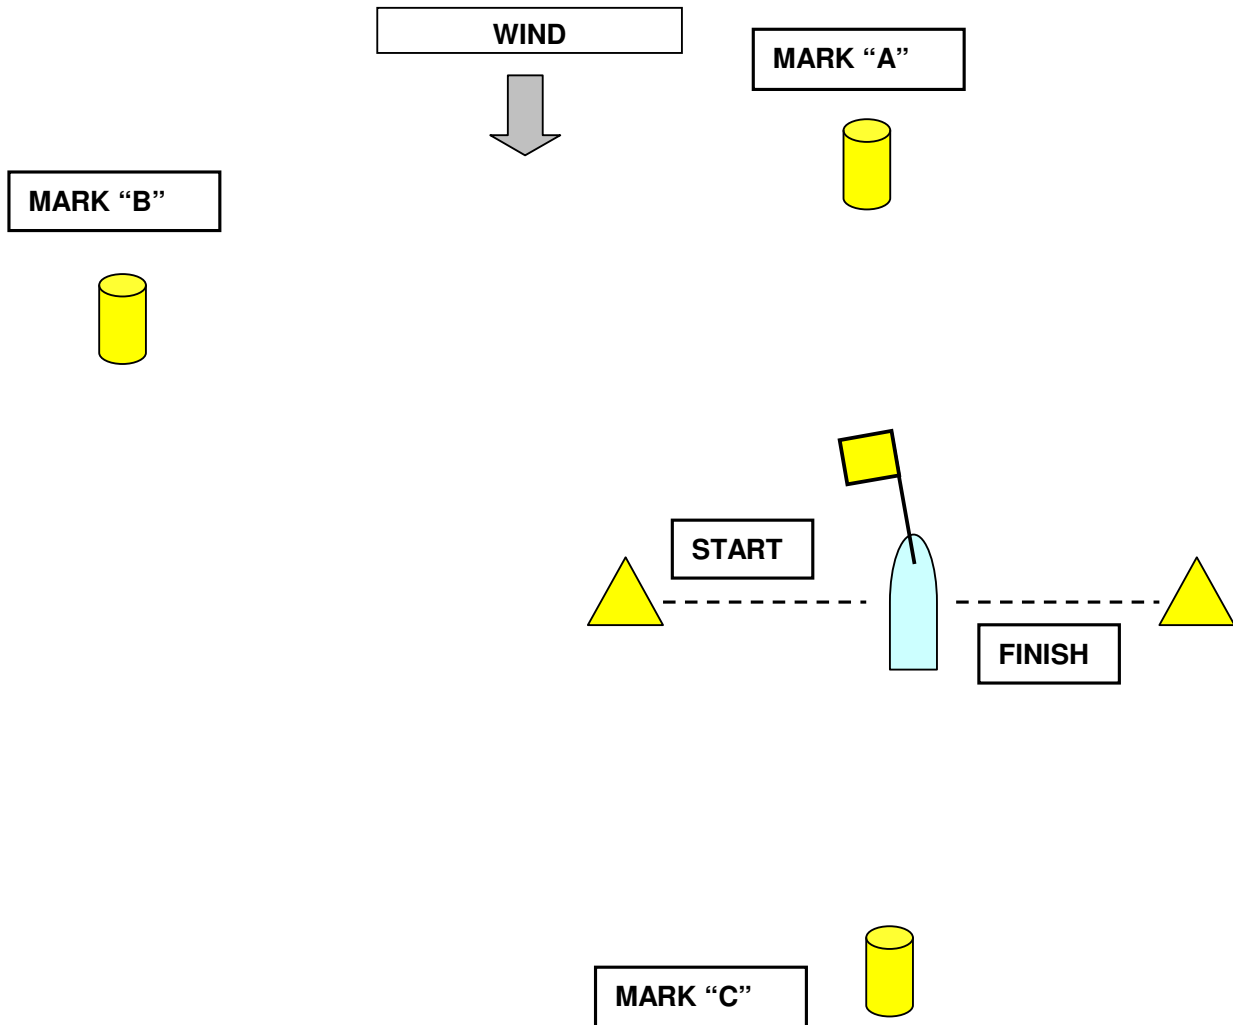 WIND
MARK “A”
MARK “B”
START
FINISH
MARK “C”